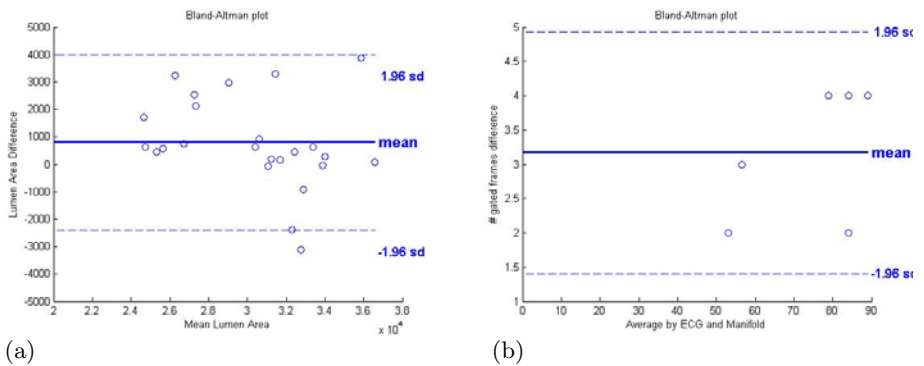 Bland-Altman plot
5000
4000
3000
2000
1000
0
-1000
-2000
-3000
-4000
-5000
Lumen Area Difference
1.96 sd
mean
-1.96 sd
2 2.2 2.4 2.6 2.8 3 3.2 3.4 3.6 3.8
Mean Lumen Area
x 10⁴
(a)
Bland-Altman plot
5
4.5
4
3.5
3
2.5
2
1.5
1
# gated frames difference
1.96 sd
mean
-1.96 sd
0 10 20 30 40 50 60 70 80 90
Average by ECG and Manifold
(b)